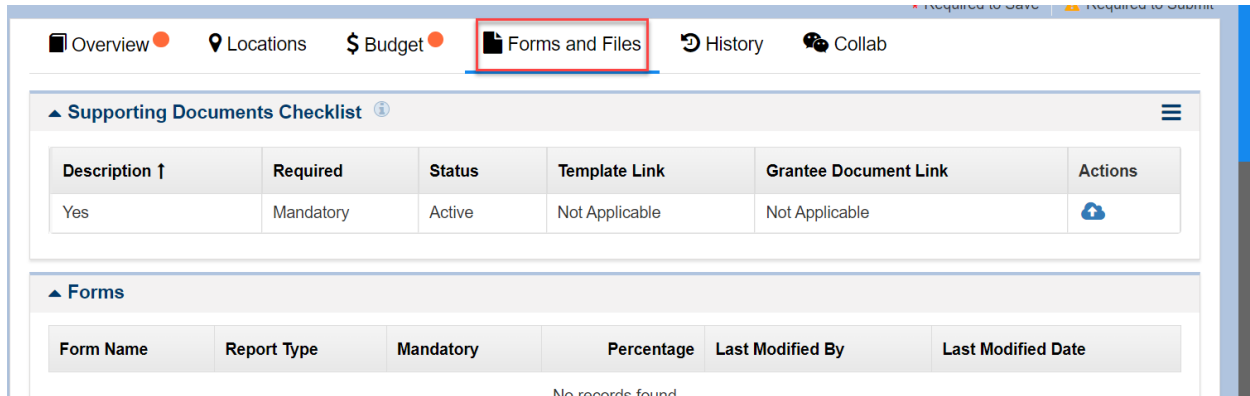 * Required to Save Required to Submit
Overview Locations $ Budget Forms and Files History Collab
Supporting Documents Checklist
Description ↑ Required Status Template Link Grantee Document Link Actions
Yes Mandatory Active Not Applicable Not Applicable
Forms
Form Name Report Type Mandatory Percentage Last Modified By Last Modified Date
No records found